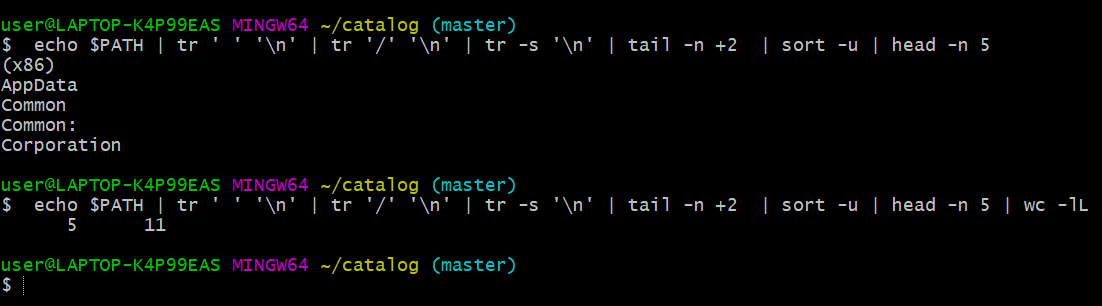 user@LAPTOP-K4P99EAS MINGW64 ~/catalog (master)
$  echo $PATH | tr ' ' '\n' | tr '/' '\n' | tr -s '\n' | tail -n +2  | sort -u | head -n 5
(x86)
AppData
Common
Common:
Corporation

user@LAPTOP-K4P99EAS MINGW64 ~/catalog (master)
$  echo $PATH | tr ' ' '\n' | tr '/' '\n' | tr -s '\n' | tail -n +2  | sort -u | head -n 5 | wc -lL
      5      11

user@LAPTOP-K4P99EAS MINGW64 ~/catalog (master)
$